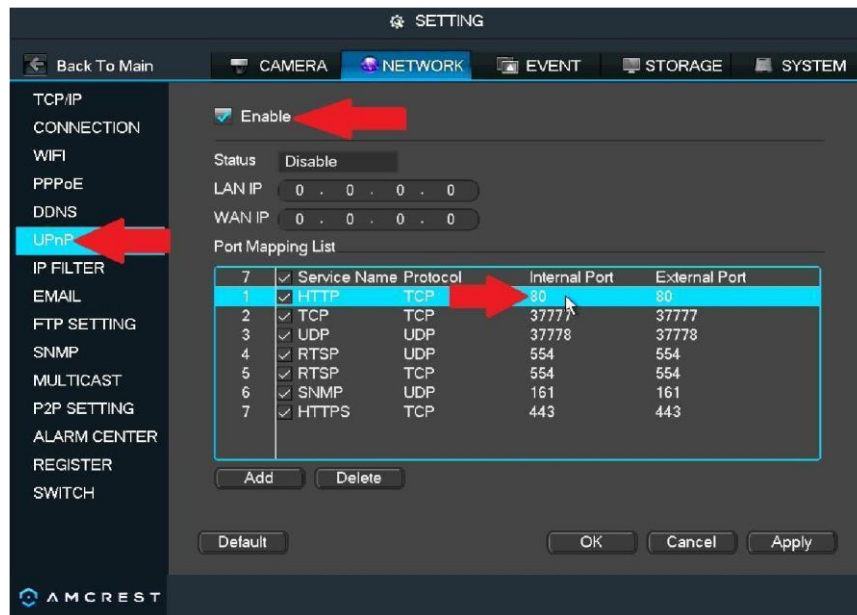 SETTING
Back To Main CAMERA NETWORK EVENT STORAGE SYSTEM
TCP/IP
CONNECTION
WIFI
PPPoE
DDNS
UPnP
IP FILTER
EMAIL
FTP SETTING
SNMP
MULTICAST
P2P SETTING
ALARM CENTER
REGISTER
SWITCH
Enable
Status Disable
LAN IP 0 . 0 . 0 . 0
WAN IP 0 . 0 . 0 . 0
Port Mapping List
7 Service Name Protocol Internal Port External Port
1 HTTP TCP 80 80
2 TCP TCP 37777 37777
3 UDP UDP 37778 37778
4 RTSP UDP 554 554
5 RTSP TCP 554 554
6 SNMP UDP 161 161
7 HTTPS TCP 443 443
Add Delete
Default OK Cancel Apply
AMCREST